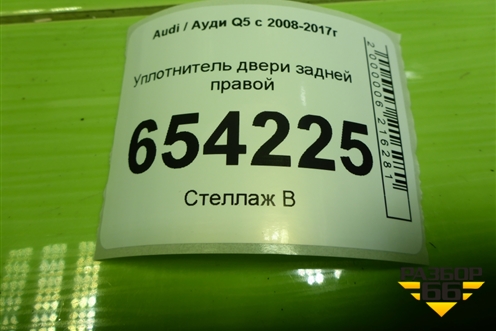 Audi / Ауди Q5 с 2008-2017г
Уплотнитель двери задней
правой
654225
Стеллаж В
2000006216281
РАЗБОР
66